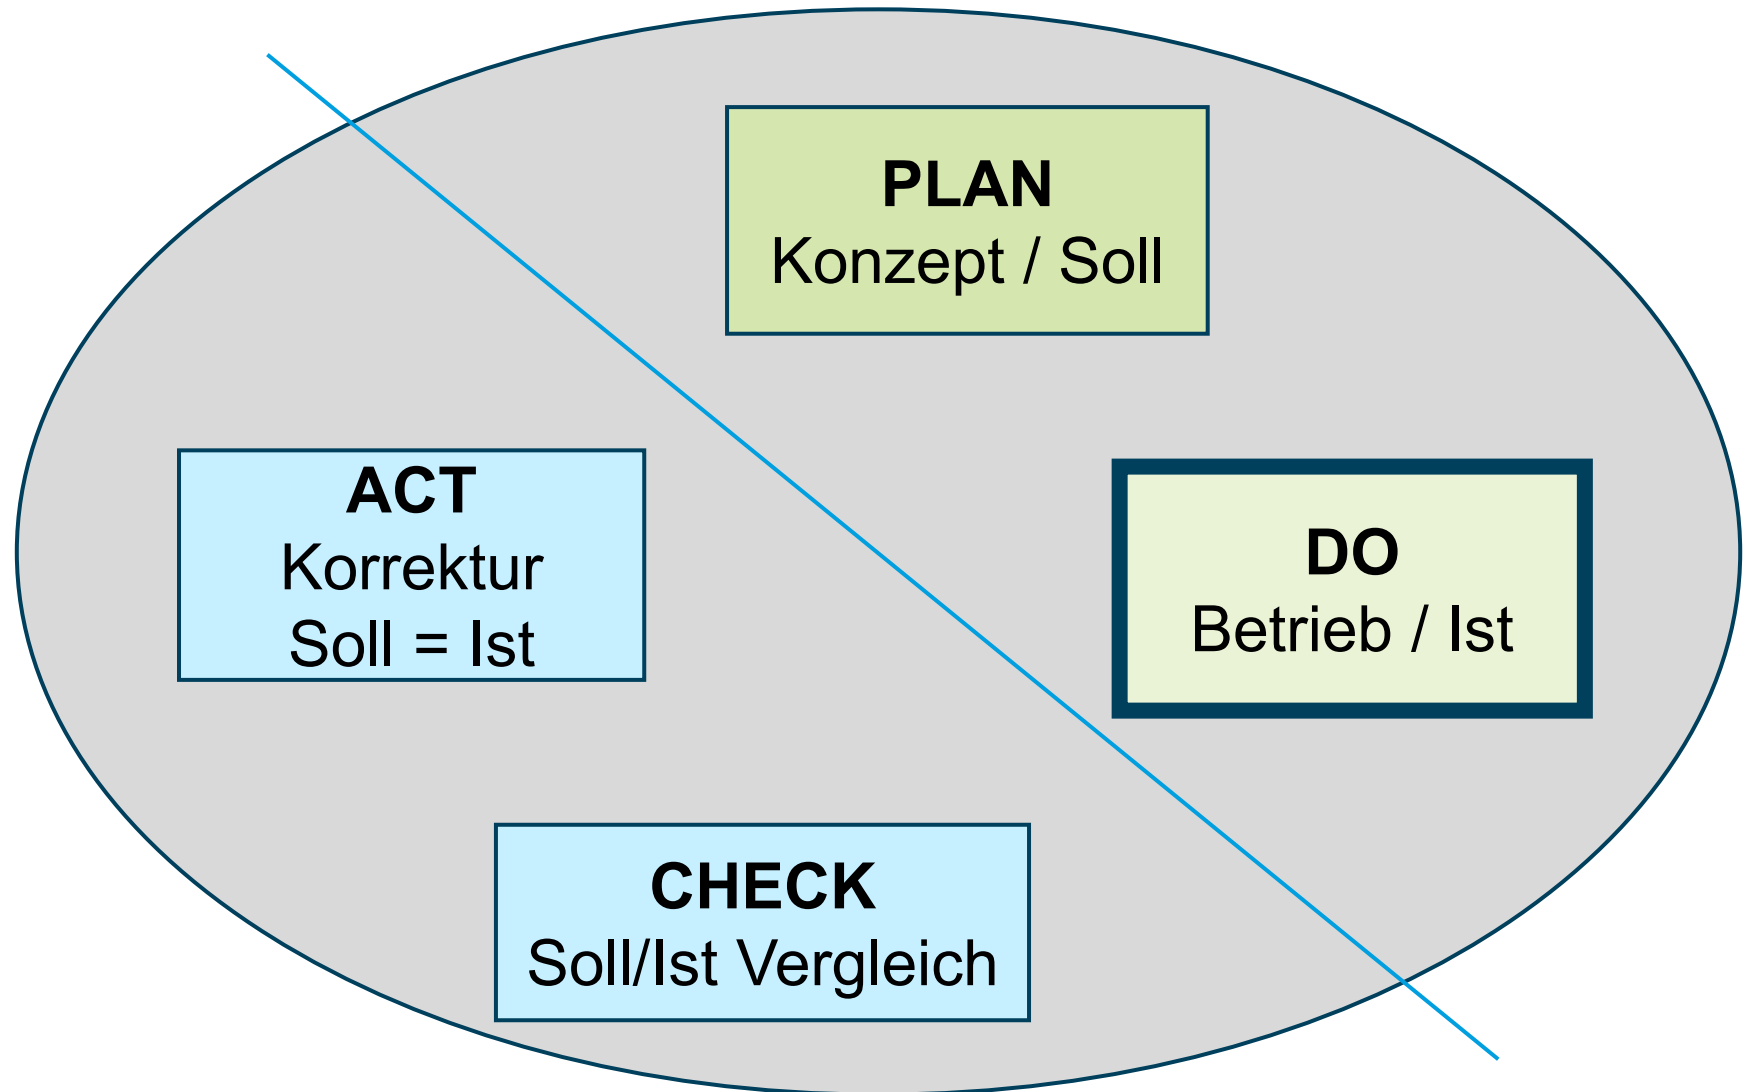 PLAN
Konzept / Soll
ACT
Korrektur
Soll = Ist
DO
Betrieb / Ist
CHECK
Soll/Ist Vergleich